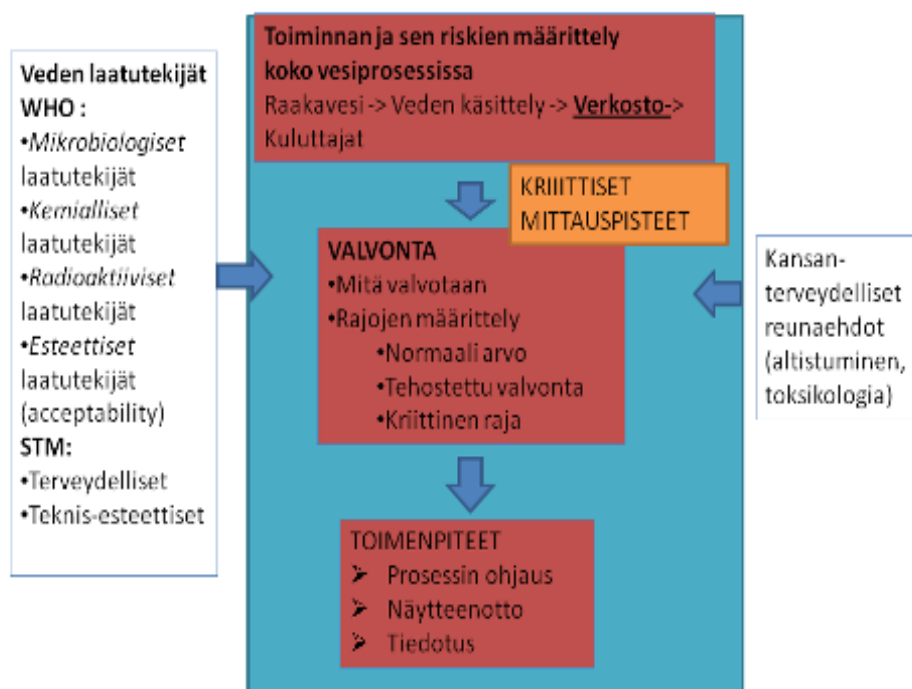 Veden laatutekijät
WHO :
•Mikrobiologiset
laatutekijät
•Kemialliset
laatutekijät
•Radioaktiiviset
laatutekijät
•Esteettiset
laatutekijät
(acceptability)
STM:
•Terveydelliset
•Teknis-esteettiset
Toiminnan ja sen riskien määrittely
koko vesiprosessissa
Raakavesi -> Veden käsittely -> Verkosto->
Kuluttajat
KRIIITTISET
MITTAUSPISTEET
VALVONTA
•Mitä valvotaan
•Rajojen määrittely
•Normaali arvo
•Tehostettu valvonta
•Kriittinen raja
TOIMENPITEET
➢ Prosessin ohjaus
➢ Näytteenotto
➢ Tiedotus
Kansan-
terveydelliset
reunaehdot
(altistuminen,
toksikologia)